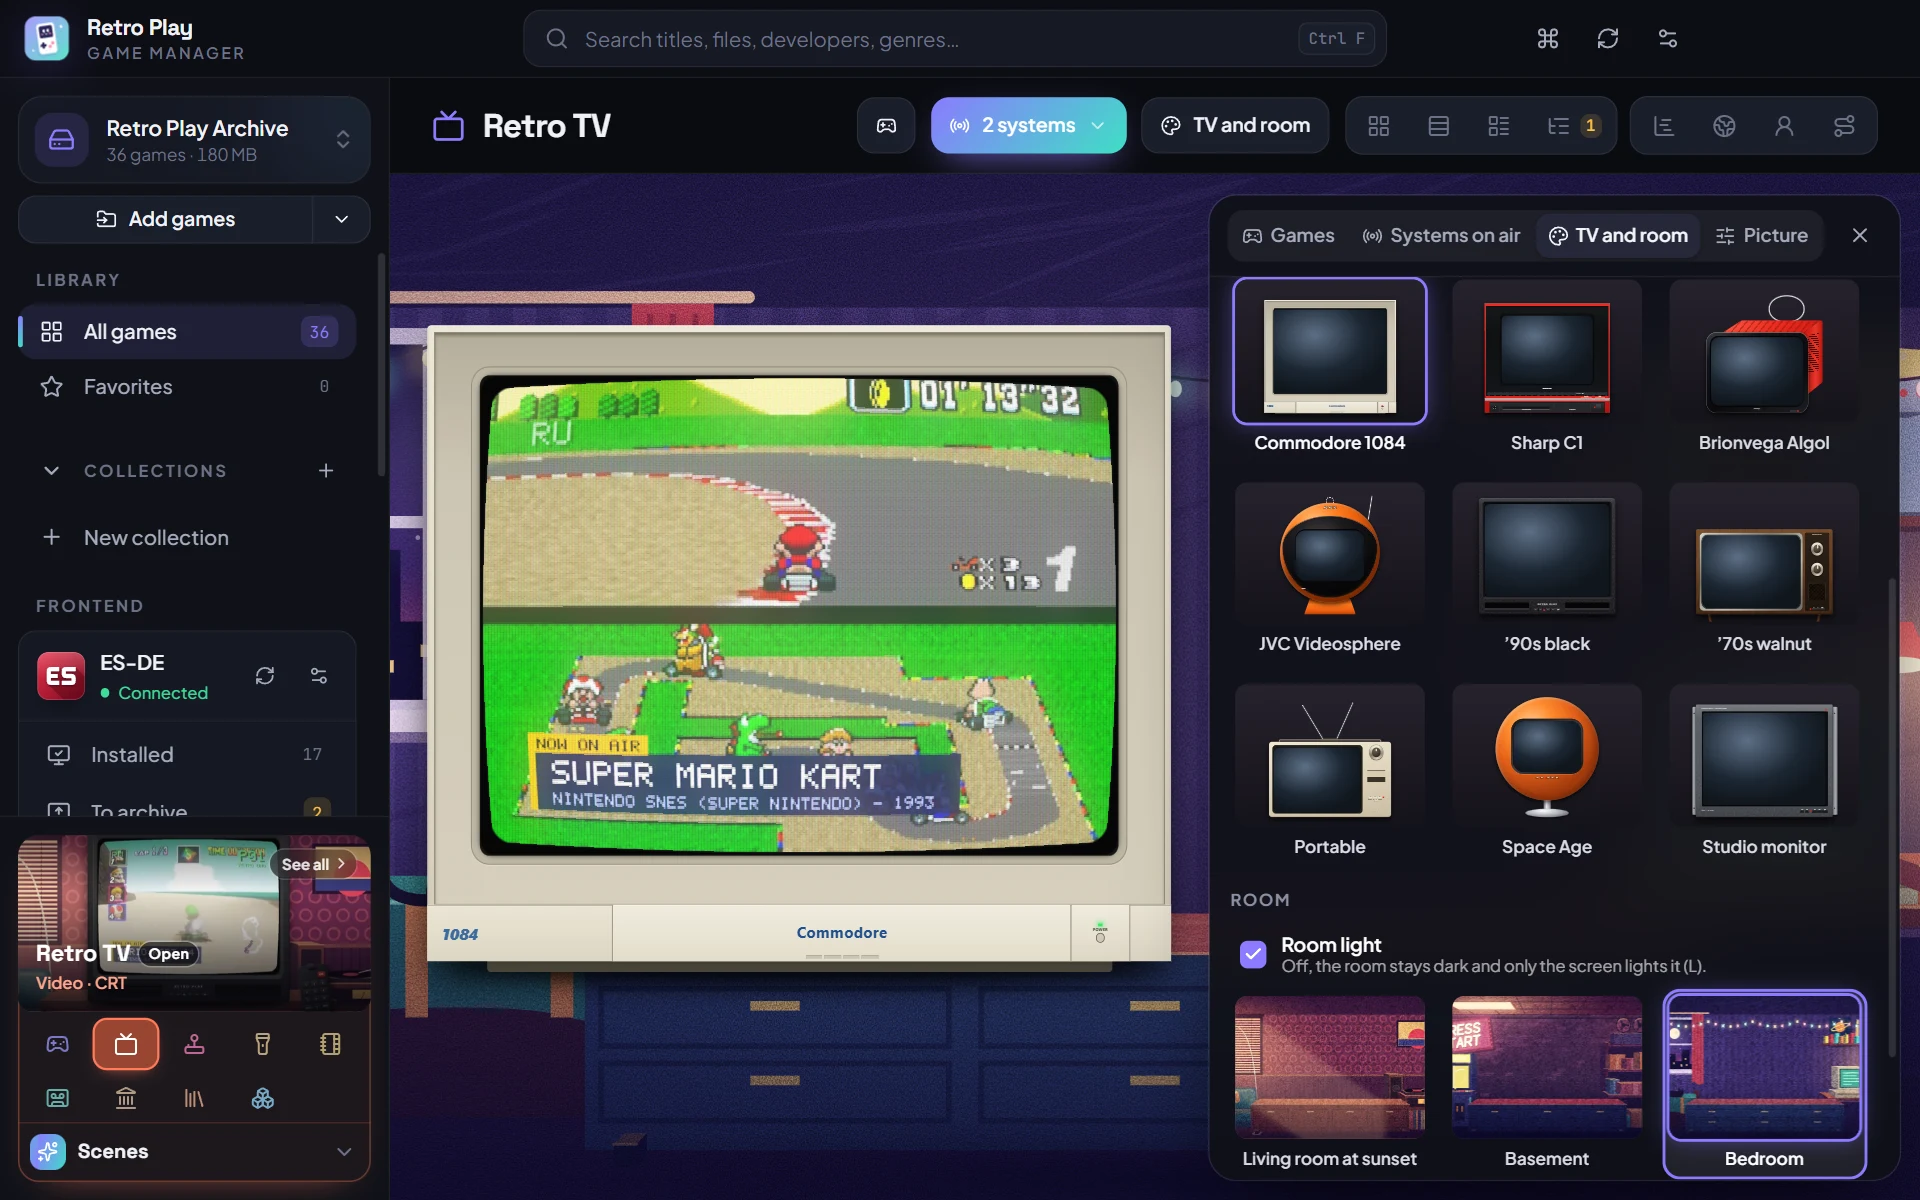 Retro Play
GAME MANAGER
Search titles, files, developers, genres…
Ctrl F
Retro Play Archive
36 games · 180 MB
Add games
LIBRARY
All games
36
Favorites
0
COLLECTIONS
New collection
FRONTEND
ES
ES-DE
Connected
Installed
17
To archive
2
See all
Retro TV
Open
Video · CRT
Scenes
Retro TV
2 systems
TV and room
1
01'13"32
RU
X 3
X 13
1
NOW ON AIR
SUPER MARIO KART
NINTENDO SNES (SUPER NINTENDO) - 1993
1084
Commodore
POWER
Games
Systems on air
TV and room
Picture
Commodore 1084
Sharp C1
Brionvega Algol
JVC Videosphere
’90s black
’70s walnut
Portable
Space Age
Studio monitor
ROOM
Room light
Off, the room stays dark and only the screen lights it (L).
Living room at sunset
Basement
Bedroom